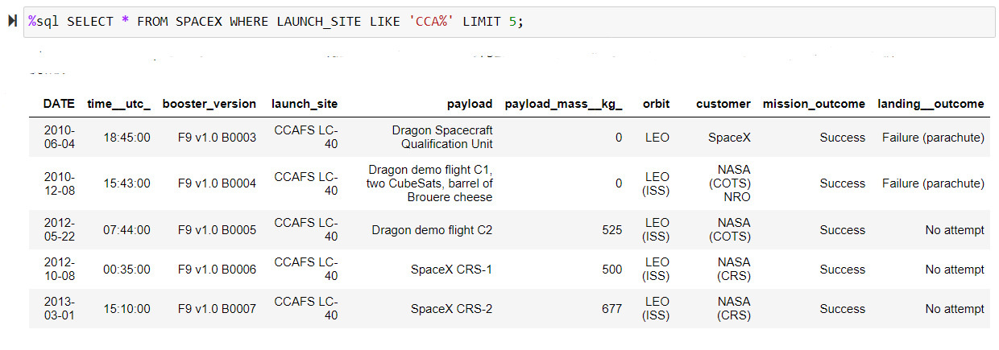 %sql SELECT * FROM SPACEX WHERE LAUNCH_SITE LIKE 'CCA%' LIMIT 5;
DATE time__utc_ booster_version launch_site payload payload_mass__kg_ orbit customer mission_outcome landing__outcome
2010-
06-04 18:45:00 F9 v1.0 B0003 CCAFS LC-
40 Dragon Spacecraft
Qualification Unit 0 LEO SpaceX Success Failure (parachute)
2010-
12-08 15:43:00 F9 v1.0 B0004 CCAFS LC-
40 Dragon demo flight C1,
two CubeSats, barrel of
Brouere cheese 0 LEO
(ISS) NASA
(COTS)
NRO Success Failure (parachute)
2012-
05-22 07:44:00 F9 v1.0 B0005 CCAFS LC-
40 Dragon demo flight C2 525 LEO
(ISS) NASA
(COTS) Success No attempt
2012-
10-08 00:35:00 F9 v1.0 B0006 CCAFS LC-
40 SpaceX CRS-1 500 LEO
(ISS) NASA
(CRS) Success No attempt
2013-
03-01 15:10:00 F9 v1.0 B0007 CCAFS LC-
40 SpaceX CRS-2 677 LEO
(ISS) NASA
(CRS) Success No attempt